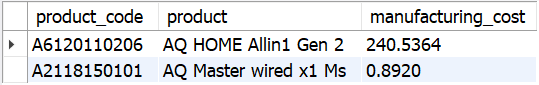 product_code product manufacturing_cost
A6120110206 AQ HOME Allin1 Gen 2 240.5364
A2118150101 AQ Master wired x1 Ms 0.8920